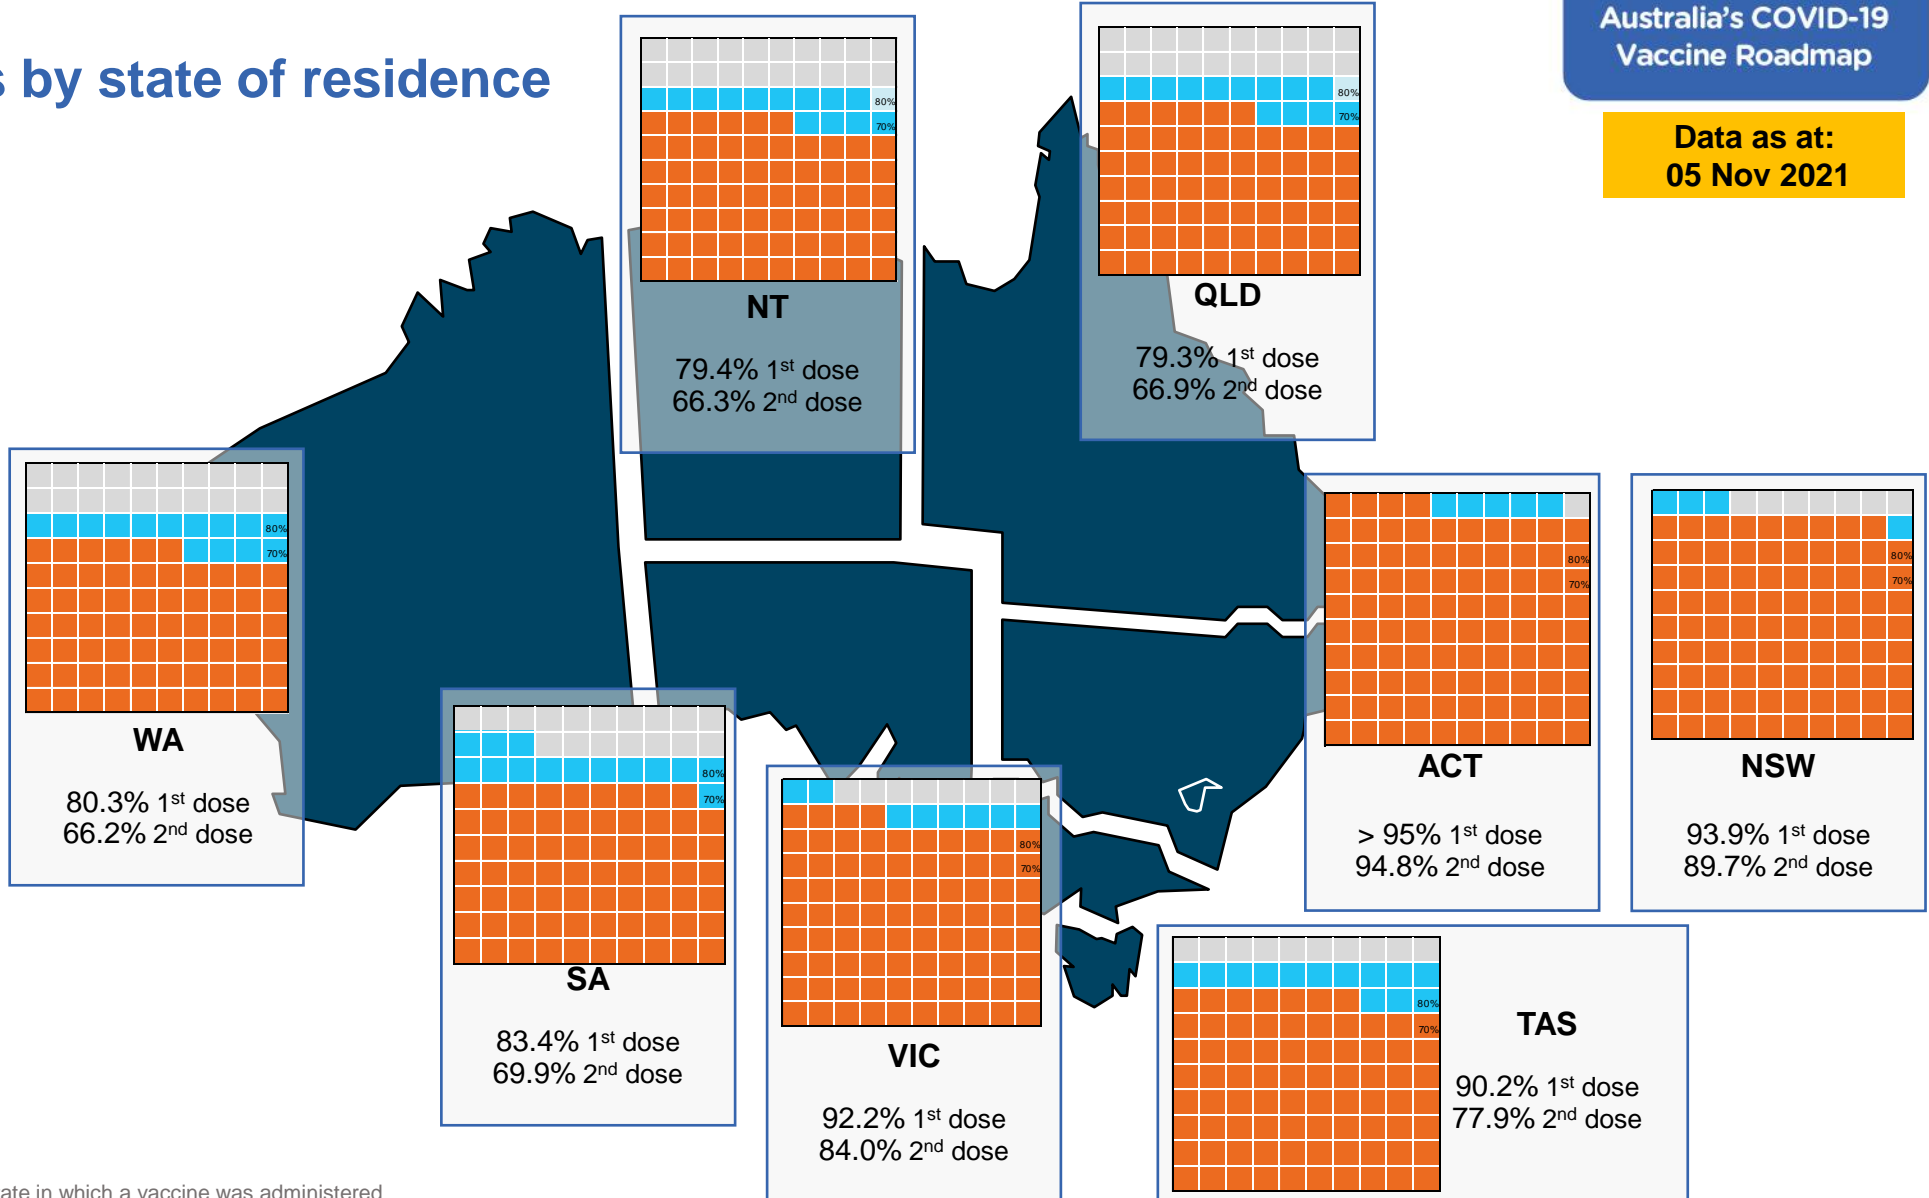 s by state of residence
Australia's COVID-19
Vaccine Roadmap
Data as at:
05 Nov 2021
80%
70%
NT
79.4% 1st dose
66.3% 2nd dose
80%
70%
QLD
79.3% 1st dose
66.9% 2nd dose
80%
70%
WA
80.3% 1st dose
66.2% 2nd dose
80%
70%
SA
83.4% 1st dose
69.9% 2nd dose
80%
70%
VIC
92.2% 1st dose
84.0% 2nd dose
80%
70%
ACT
> 95% 1st dose
94.8% 2nd dose
80%
70%
NSW
93.9% 1st dose
89.7% 2nd dose
80%
70%
TAS
90.2% 1st dose
77.9% 2nd dose
ate in which a vaccine was administered